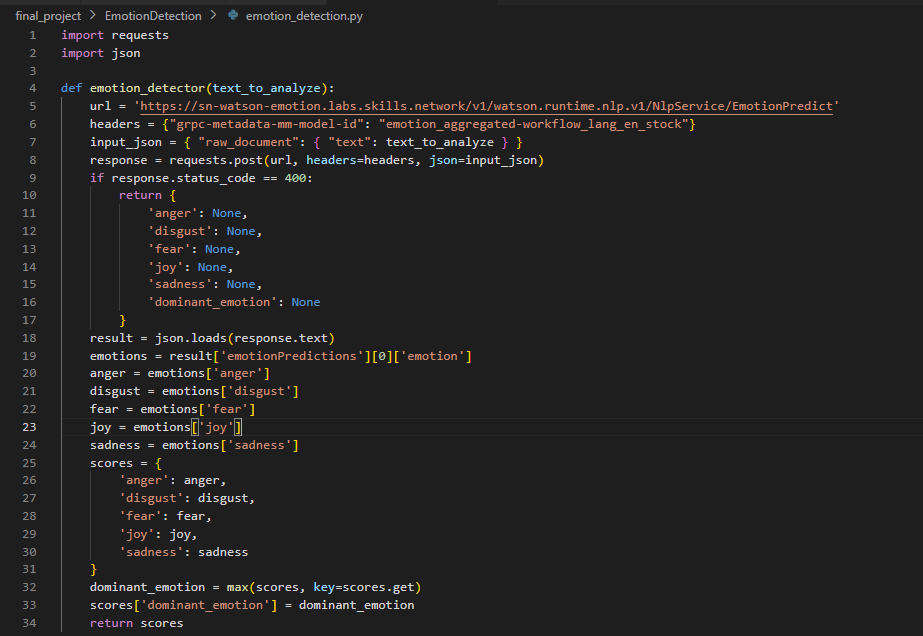 final_project > EmotionDetection > emotion_detection.py
1 import requests
2 import json
3
4 def emotion_detector(text_to_analyze):
5     url = 'https://sn-watson-emotion.labs.skills.network/v1/watson.runtime.nlp.v1/NlpService/EmotionPredict'
6     headers = {"grpc-metadata-mm-model-id": "emotion_aggregated-workflow_lang_en_stock"}
7     input_json = { "raw_document": { "text": text_to_analyze } }
8     response = requests.post(url, headers=headers, json=input_json)
9     if response.status_code == 400:
10         return {
11             'anger': None,
12             'disgust': None,
13             'fear': None,
14             'joy': None,
15             'sadness': None,
16             'dominant_emotion': None
17         }
18     result = json.loads(response.text)
19     emotions = result['emotionPredictions'][0]['emotion']
20     anger = emotions['anger']
21     disgust = emotions['disgust']
22     fear = emotions['fear']
23     joy = emotions['joy']
24     sadness = emotions['sadness']
25     scores = {
26         'anger': anger,
27         'disgust': disgust,
28         'fear': fear,
29         'joy': joy,
30         'sadness': sadness
31     }
32     dominant_emotion = max(scores, key=scores.get)
33     scores['dominant_emotion'] = dominant_emotion
34     return scores